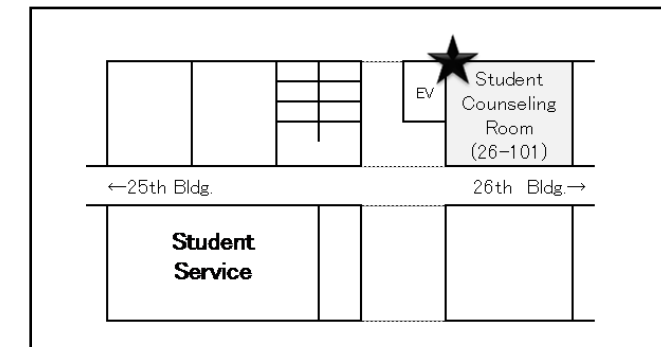 Student
EV
Counseling
Room
(26-101)
←25th Bldg.
26th Bldg.→
Student
Service